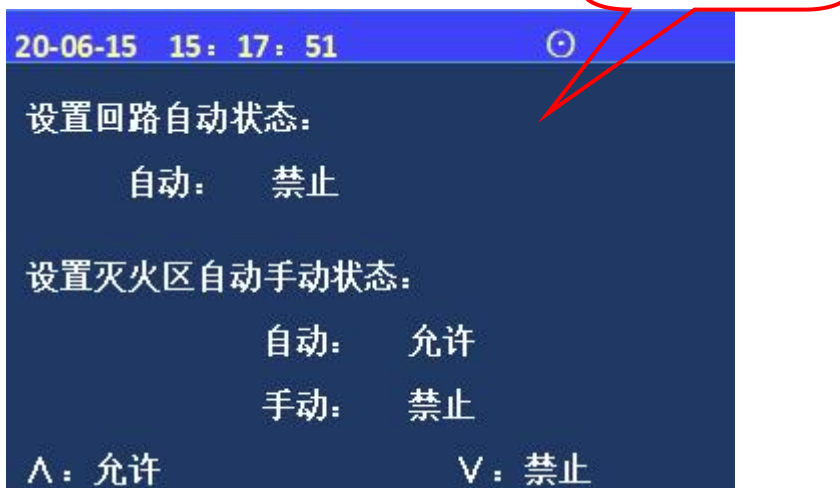 20-06-15 15：17：51
设置回路自动状态：
自动： 禁止
设置灭火区自动手动状态：
自动： 允许
手动： 禁止
∧：允许 ∨：禁止